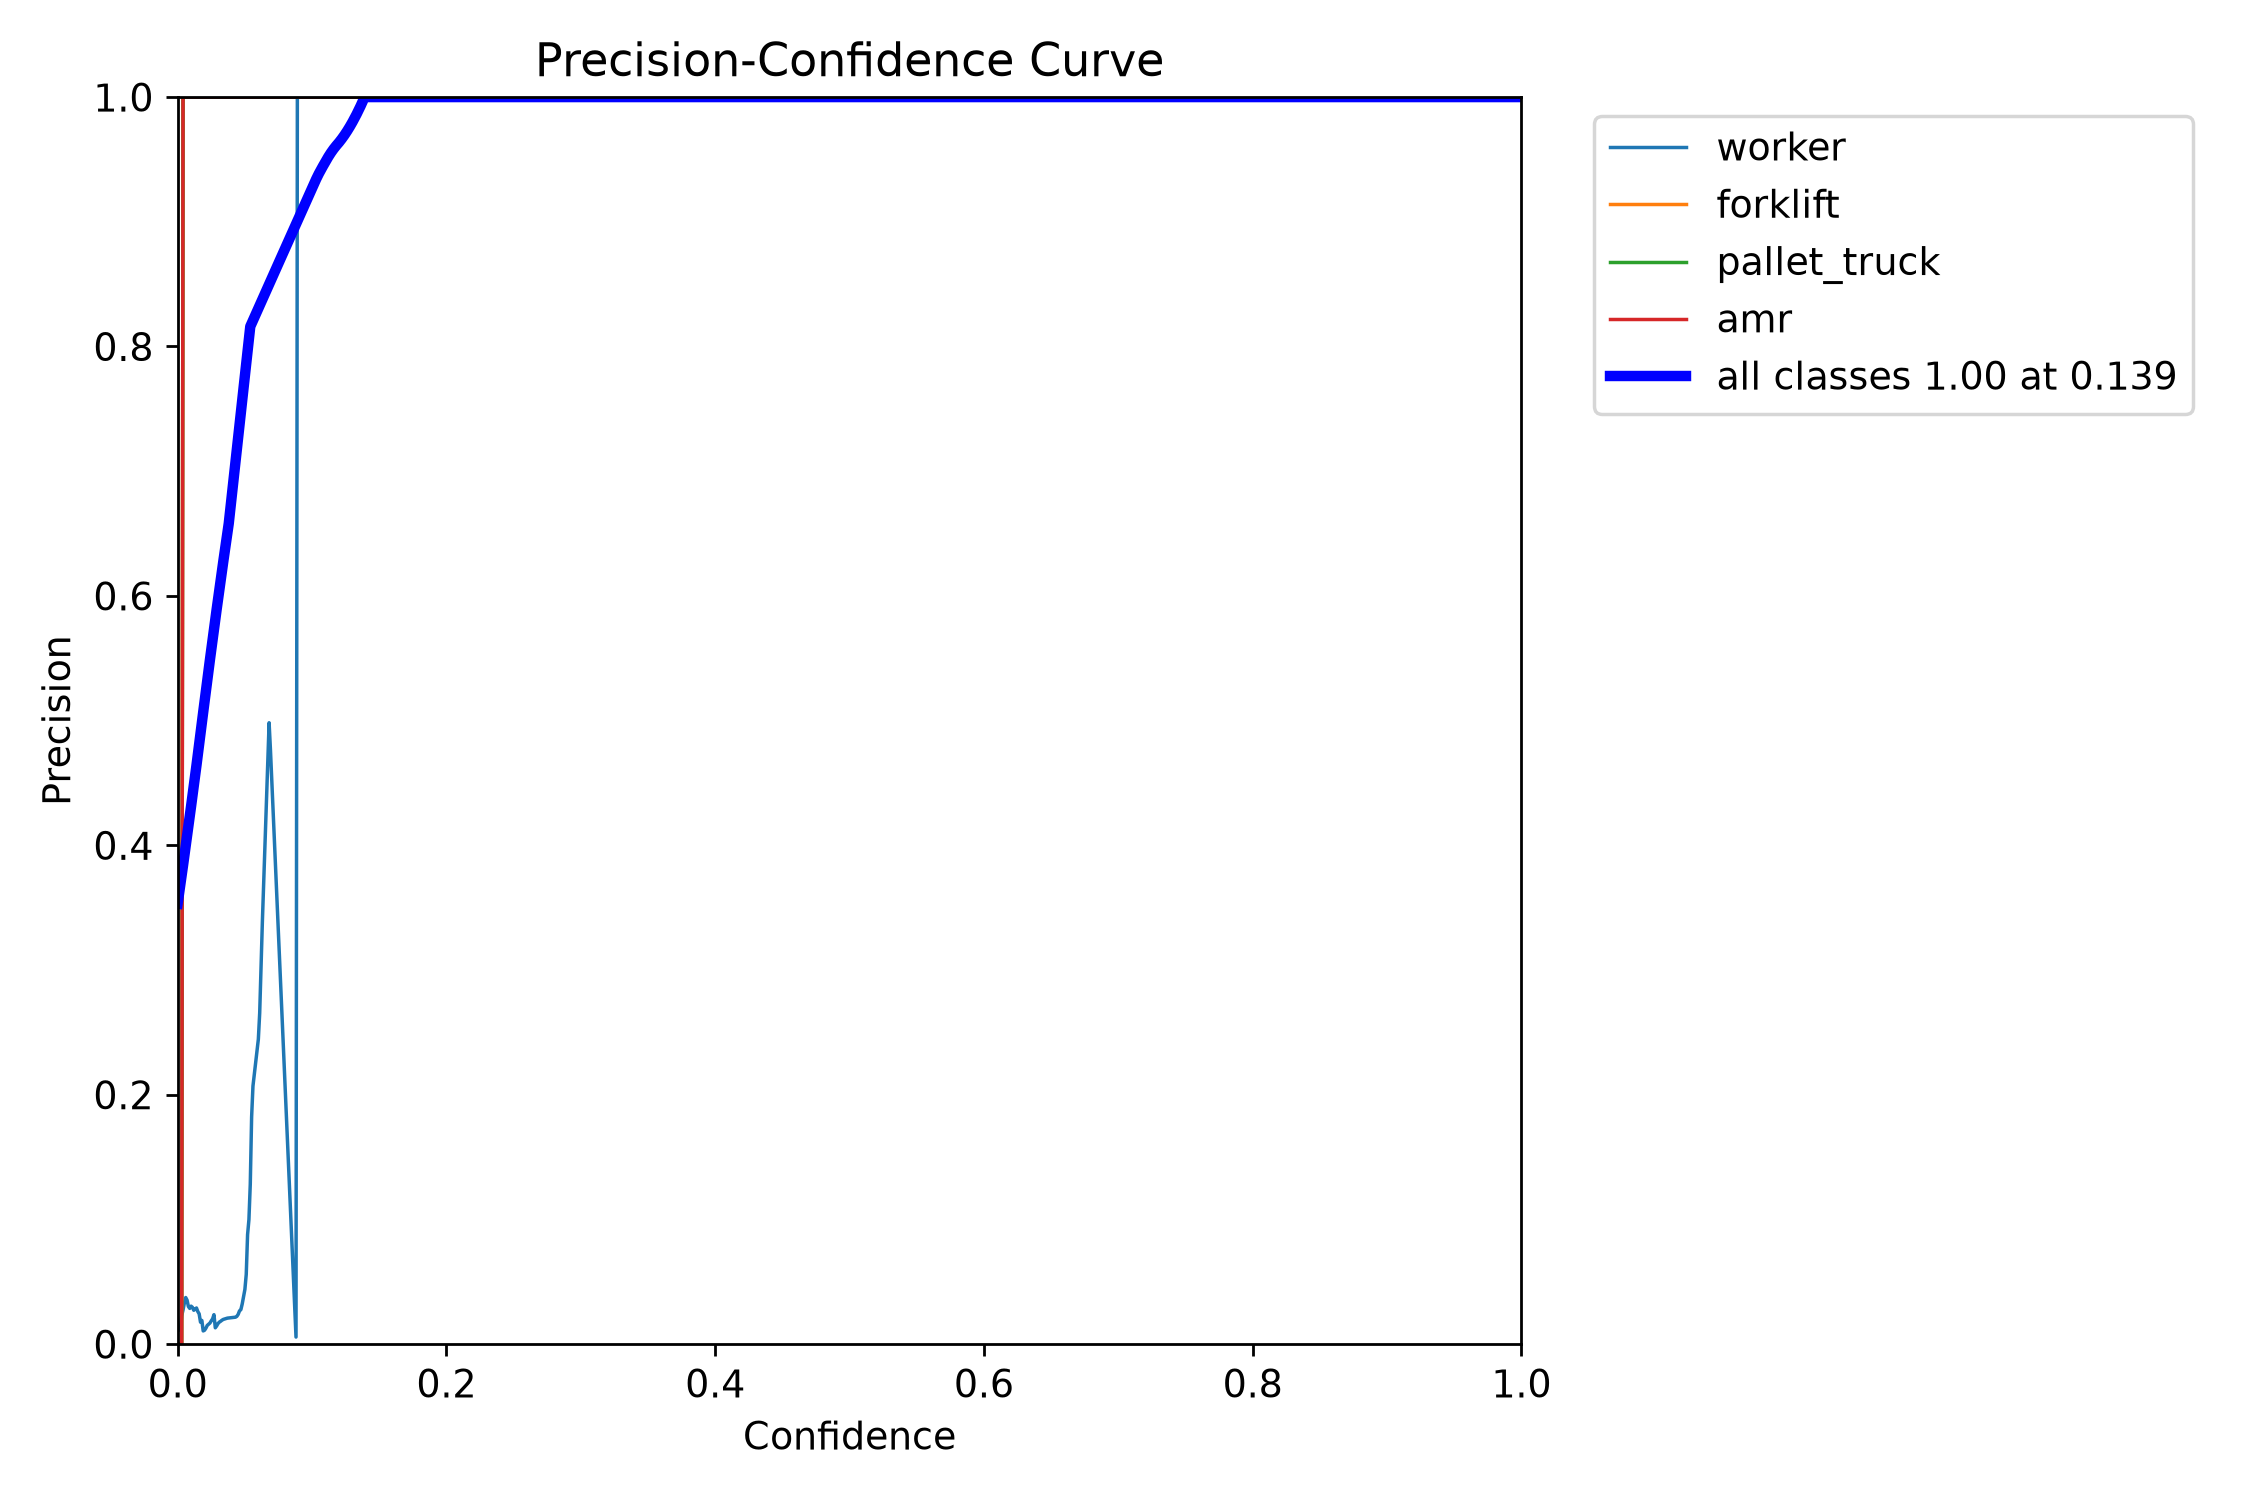 Precision-Confidence Curve
1.0
0.8
0.6
0.4
0.2
0.0
Precision
0.0 0.2 0.4 0.6 0.8 1.0
Confidence
worker
forklift
pallet_truck
amr
all classes 1.00 at 0.139